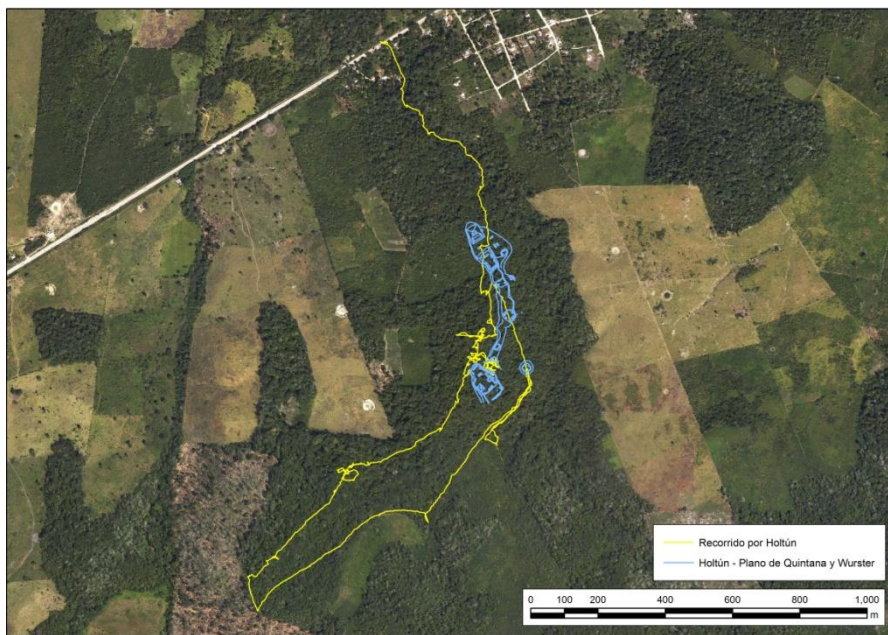 Recorrido por Holtún
Holtún - Plano de Quintana y Wurster
0 100 200 400 600 800 1,000
m